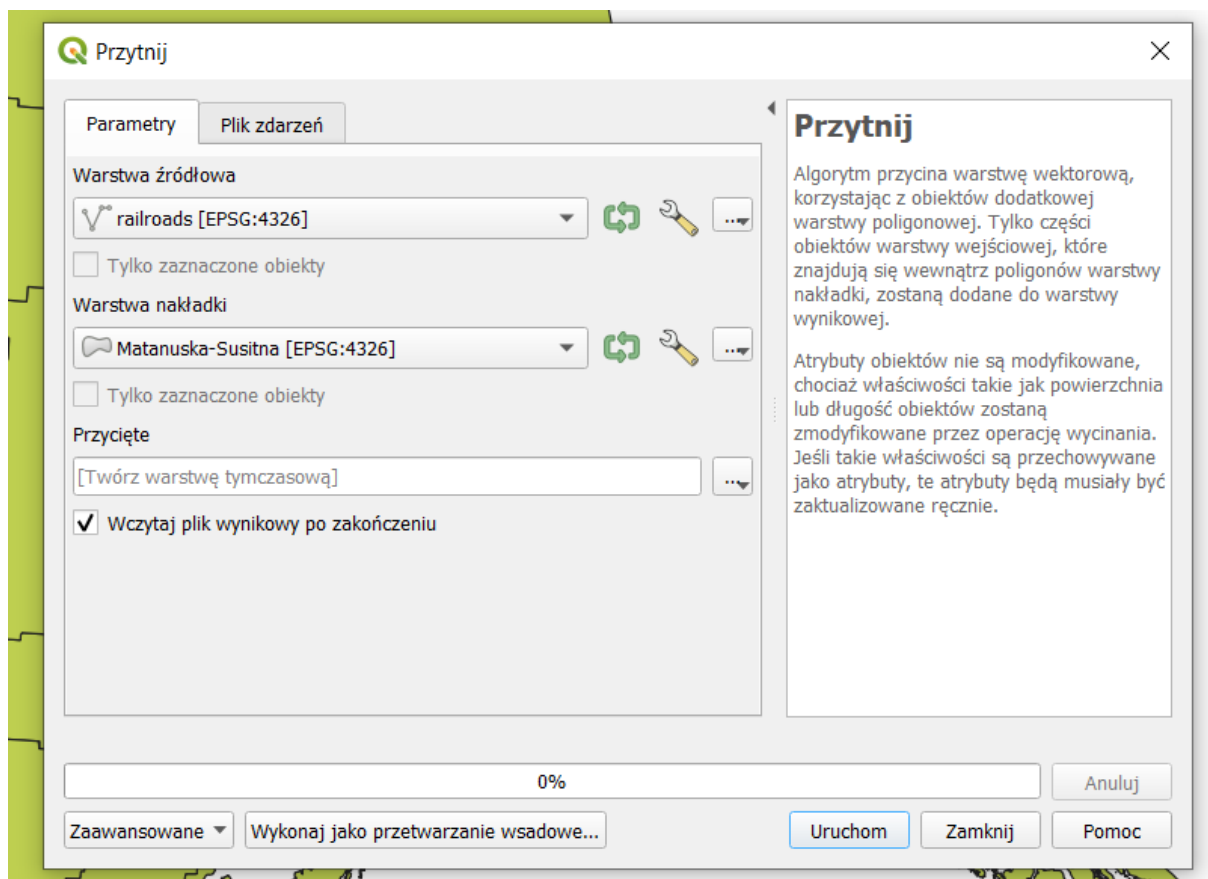 Przytnij
Parametry
Plik zdarzeń
Warstwa źródłowa
railroads [EPSG:4326]
...
Tylko zaznaczone obiekty
Warstwa nakładki
Matanuska-Susitna [EPSG:4326]
...
Tylko zaznaczone obiekty
Przycięte
[Twórz warstwę tymczasową]
...
Wczytaj plik wynikowy po zakończeniu
Przytnij
Algorytm przycina warstwę wektorową,
korzystając z obiektów dodatkowej
warstwy poligonowej. Tylko części
obiektów warstwy wejściowej, które
znajdują się wewnątrz poligonów warstwy
nakładki, zostaną dodane do warstwy
wynikowej.
Atrybuty obiektów nie są modyfikowane,
chociaż właściwości takie jak powierzchnia
lub długość obiektów zostaną
zmodyfikowane przez operację wycinania.
Jeśli takie właściwości są przechowywane
jako atrybuty, te atrybuty będą musiały być
zaktualizowane ręcznie.
0%
Anuluj
Zaawansowane
Wykonaj jako przetwarzanie wsadowe...
Uruchom
Zamknij
Pomoc